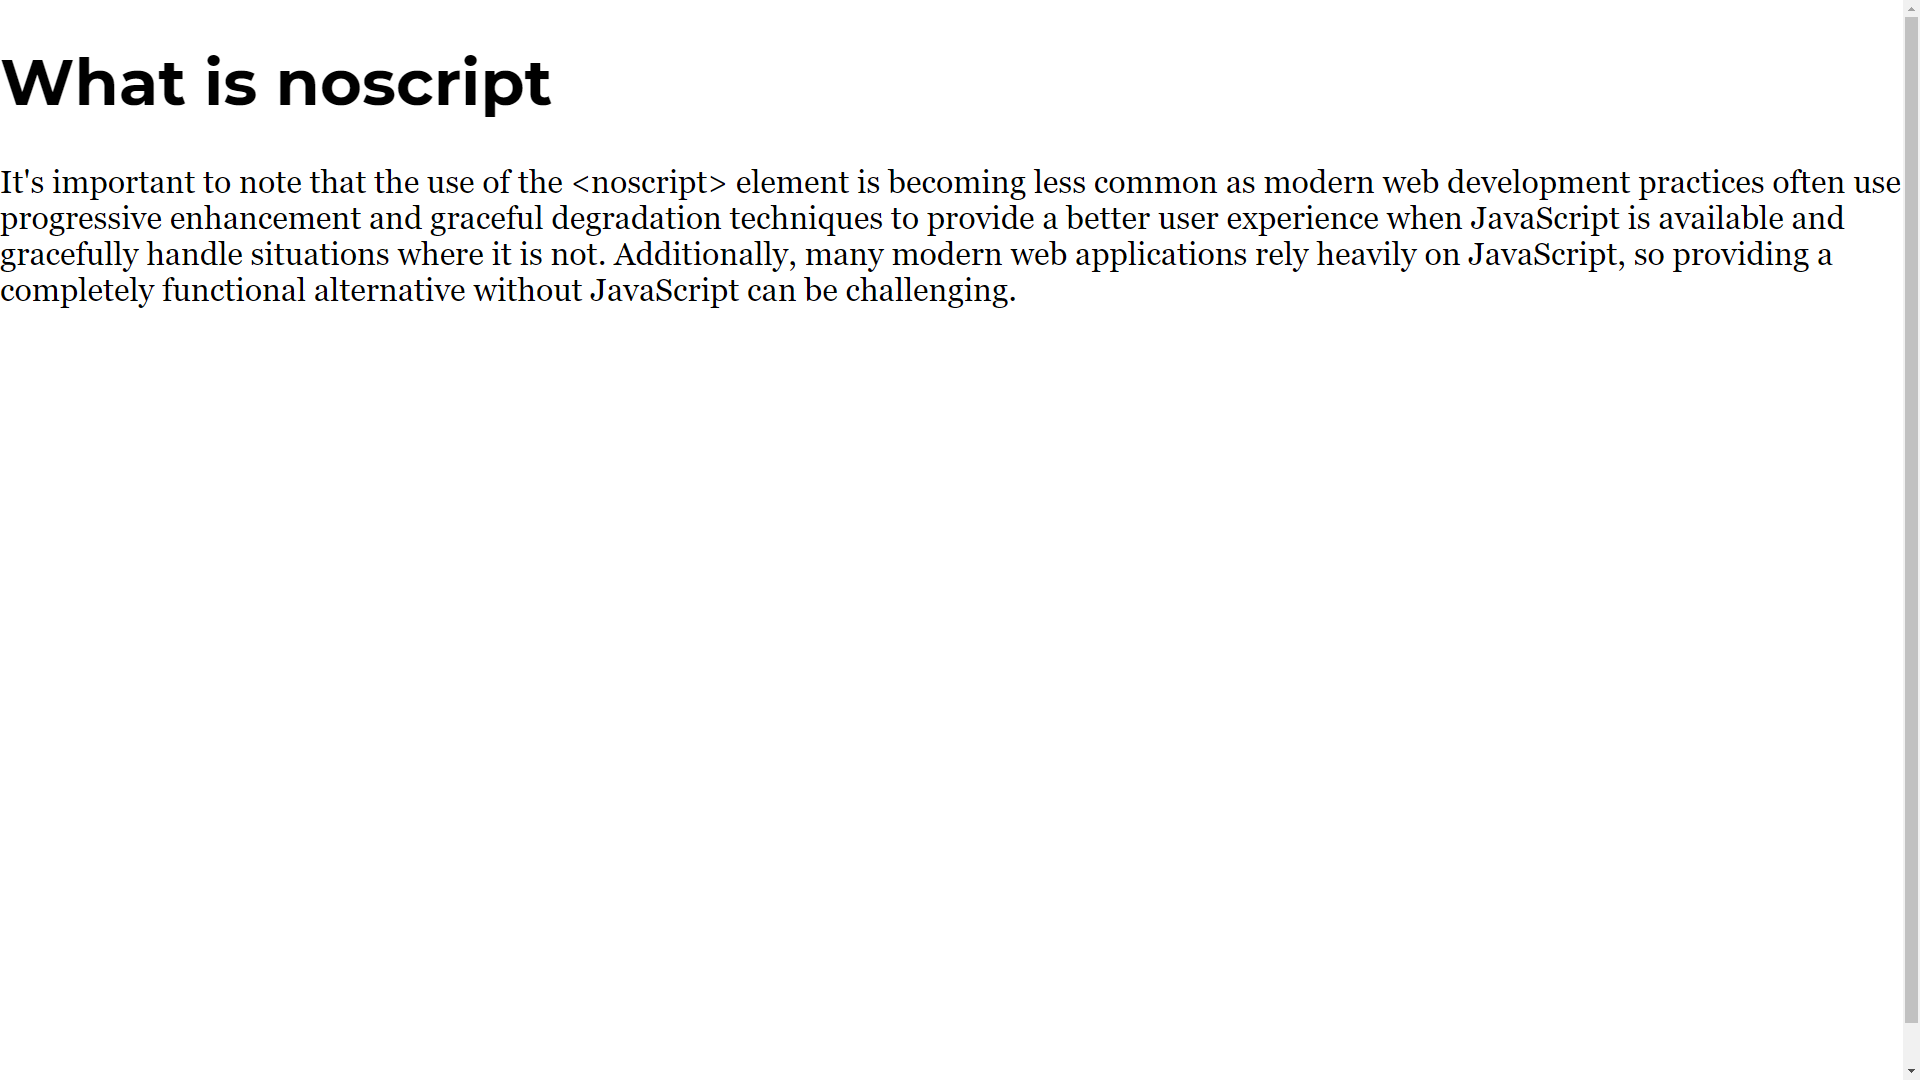 What is noscript
It's important to note that the use of the <noscript> element is becoming less common as modern web development practices often use
progressive enhancement and graceful degradation techniques to provide a better user experience when JavaScript is available and
gracefully handle situations where it is not. Additionally, many modern web applications rely heavily on JavaScript, so providing a
completely functional alternative without JavaScript can be challenging.